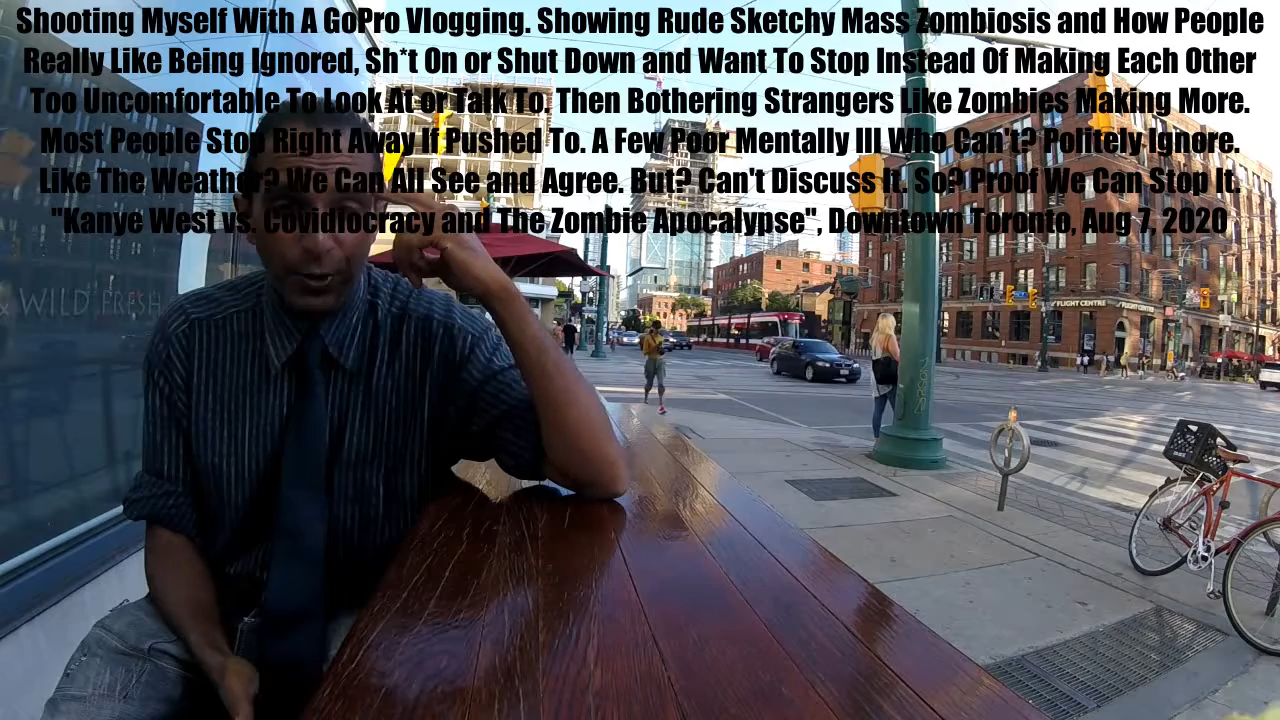 Shooting Myself With A GoPro Vlogging. Showing Rude Sketchy Mass Zombiosis and How People
Really Like Being Ignored, Sh*t On or Shut Down and Want To Stop Instead Of Making Each Other
Too Uncomfortable To Look At or Talk To. Then Bothering Strangers Like Zombies Making More.
Most People Stop Right Away If Pushed To. A Few Poor Mentally Ill Who Can't? Politely Ignore.
Like The Weather? We Can All See and Agree. But? Can't Discuss It. So? Proof We Can Stop It.
"Kanye West vs. Covidiocracy and The Zombie Apocalypse", Downtown Toronto, Aug 7, 2020
& WILD FRESH
FLIGHT CENTRE